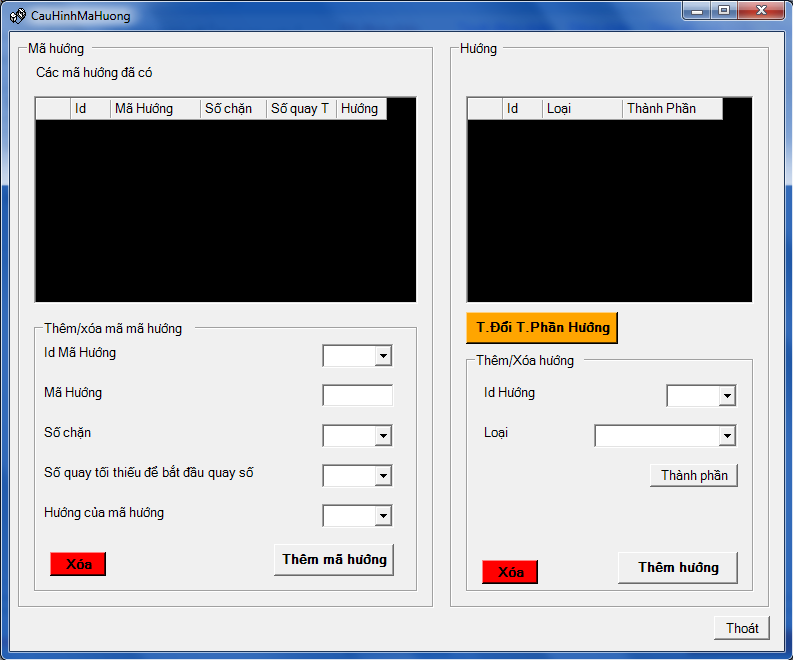 CauHinhMaHuong
Mã hướng
Các mã hướng đã có
Id Mã Hướng Số chặn Số quay T Hướng
Thêm/xóa mã mã hướng
Id Mã Hướng
Mã Hướng
Số chặn
Số quay tối thiểu để bắt đầu quay số
Hướng của mã hướng
Xóa Thêm mã hướng
Hướng
Id Loại Thành Phần
T.Đổi T.Phần Hướng
Thêm/Xóa hướng
Id Hướng
Loại
Thành phần
Xóa Thêm hướng
Thoát